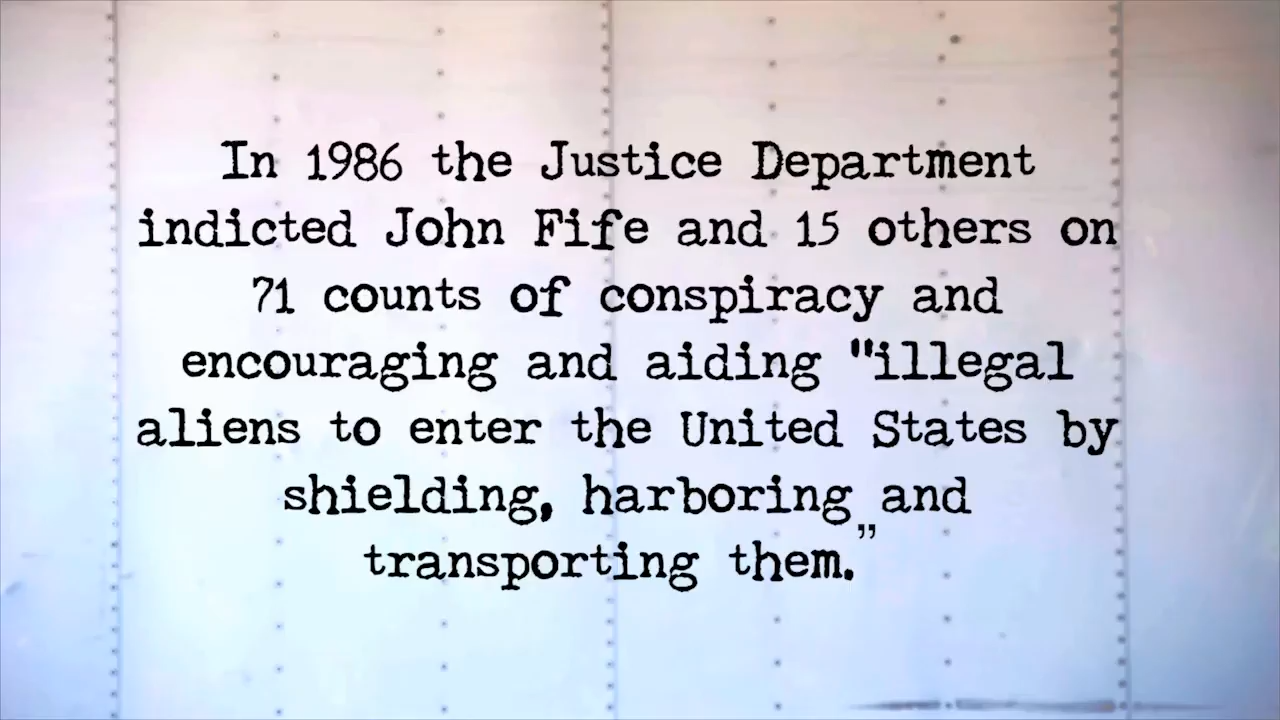 In 1986 the Justice Department
indicted John Fife and 15 others on
71 counts of conspiracy and
encouraging and aiding "illegal
aliens to enter the United States by
shielding, harboring and
transporting them.”